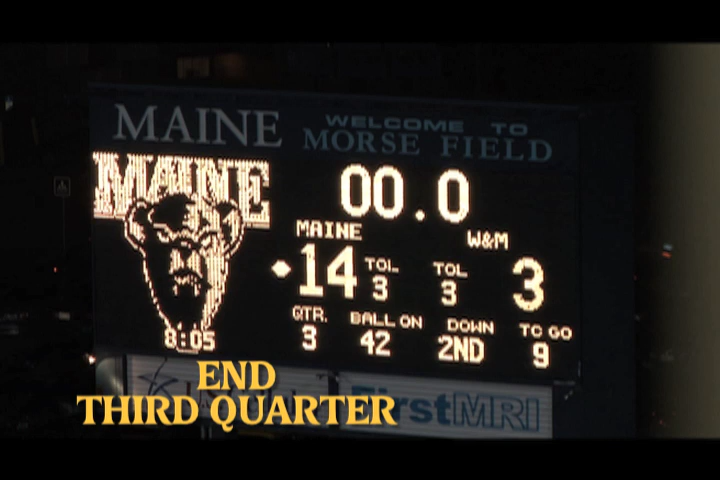 MAINE
WELCOME TO
MORSE FIELD
MAINE
00.0
MAINE
W&M
14
TOL
3
TOL
3
3
QTR.
3
BALL ON
42
DOWN
2ND
TO GO
9
8:05
END
THIRD QUARTER
FirstMRI